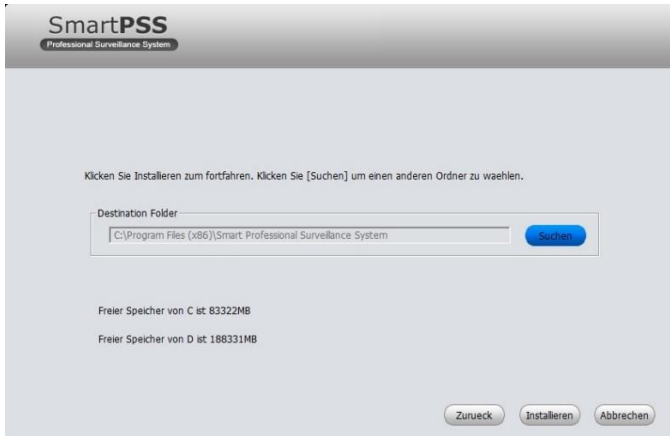 SmartPSS
Professional Surveillance System
Klicken Sie Installieren zum fortfahren. Klicken Sie [Suchen] um einen anderen Ordner zu waehlen.
Destination Folder
C:\Program Files (x86)\Smart Professional Surveillance System
Suchen
Freier Speicher von C ist 83322MB
Freier Speicher von D ist 188331MB
Zurueck
Installieren
Abbrechen